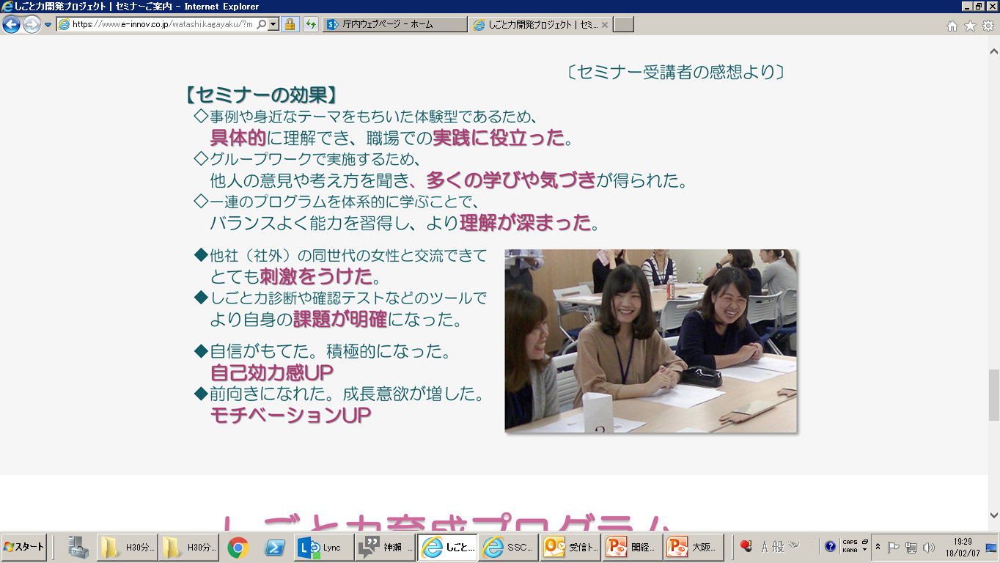 しごと力開発プロジェクト | セミナーご案内 - Internet Explorer
https://www.e-innov.co.jp/watashi.kagayaku/?m
庁内ウェブページ - ホーム
しごと力開発プロジェクト | セミ...
〔セミナー受講者の感想より〕
【セミナーの効果】
◇事例や身近なテーマをもちいた体験型であるため、
具体的に理解でき、職場での実践に役立った。
◇グループワークで実施するため、
他人の意見や考え方を聞き、多くの学びや気づきが得られた。
◇一連のプログラムを体系的に学ぶことで、
バランスよく能力を習得し、より理解が深まった。
◆他社（社外）の同世代の女性と交流できて
とても刺激をうけた。
◆しごと力診断や確認テストなどのツールで
より自身の課題が明確になった。
◆自信がもてた。積極的になった。
自己効力感UP
◆前向きになれた。成長意欲が増した。
モチベーションUP
しごと力育成プログラム
スタート
H30分...
H30分...
Lync
神瀬 ...
しごと...
SSC...
受信ト...
関経...
大阪...
A 般
CAPS
KANA
19:29
18/02/07